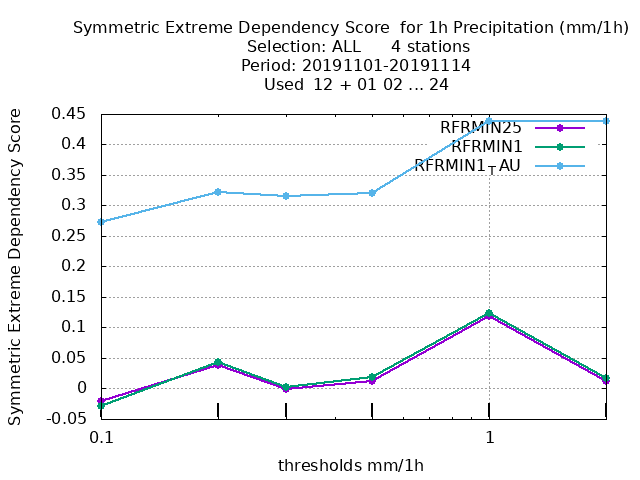 Symmetric Extreme Dependency Score  for 1h Precipitation (mm/1h)
Selection: ALL      4 stations
Period: 20191101-20191114
Used  12 + 01 02 ... 24
Symmetric Extreme Dependency Score
0.45
0.4
0.35
0.3
0.25
0.2
0.15
0.1
0.05
0
-0.05
RFRMIN25
RFRMIN1
RFRMIN1TAU
0.1
1
thresholds mm/1h